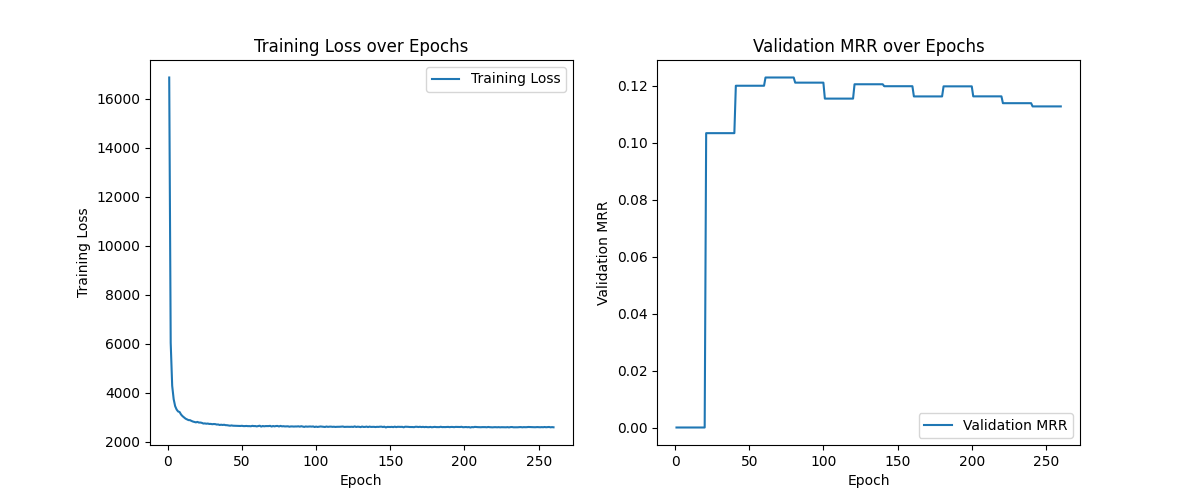 Training Loss over Epochs
Training Loss
16000
14000
12000
10000
8000
6000
4000
2000
Training Loss
0 50 100 150 200 250
Epoch
Validation MRR over Epochs
0.12
0.10
0.08
0.06
0.04
0.02
0.00
Validation MRR
Validation MRR
0 50 100 150 200 250
Epoch